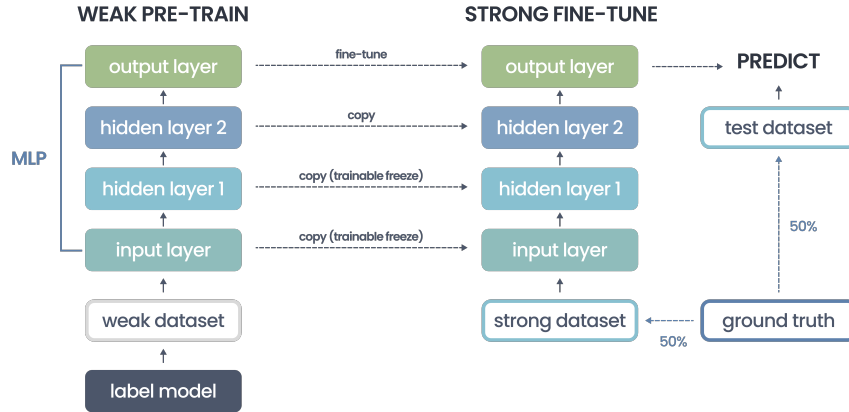 WEAK PRE-TRAIN
STRONG FINE-TUNE
output layer
fine-tune
output layer
PREDICT
hidden layer 2
copy
hidden layer 2
test dataset
MLP
hidden layer 1
copy (trainable freeze)
hidden layer 1
input layer
copy (trainable freeze)
input layer
50%
weak dataset
strong dataset
50%
ground truth
label model